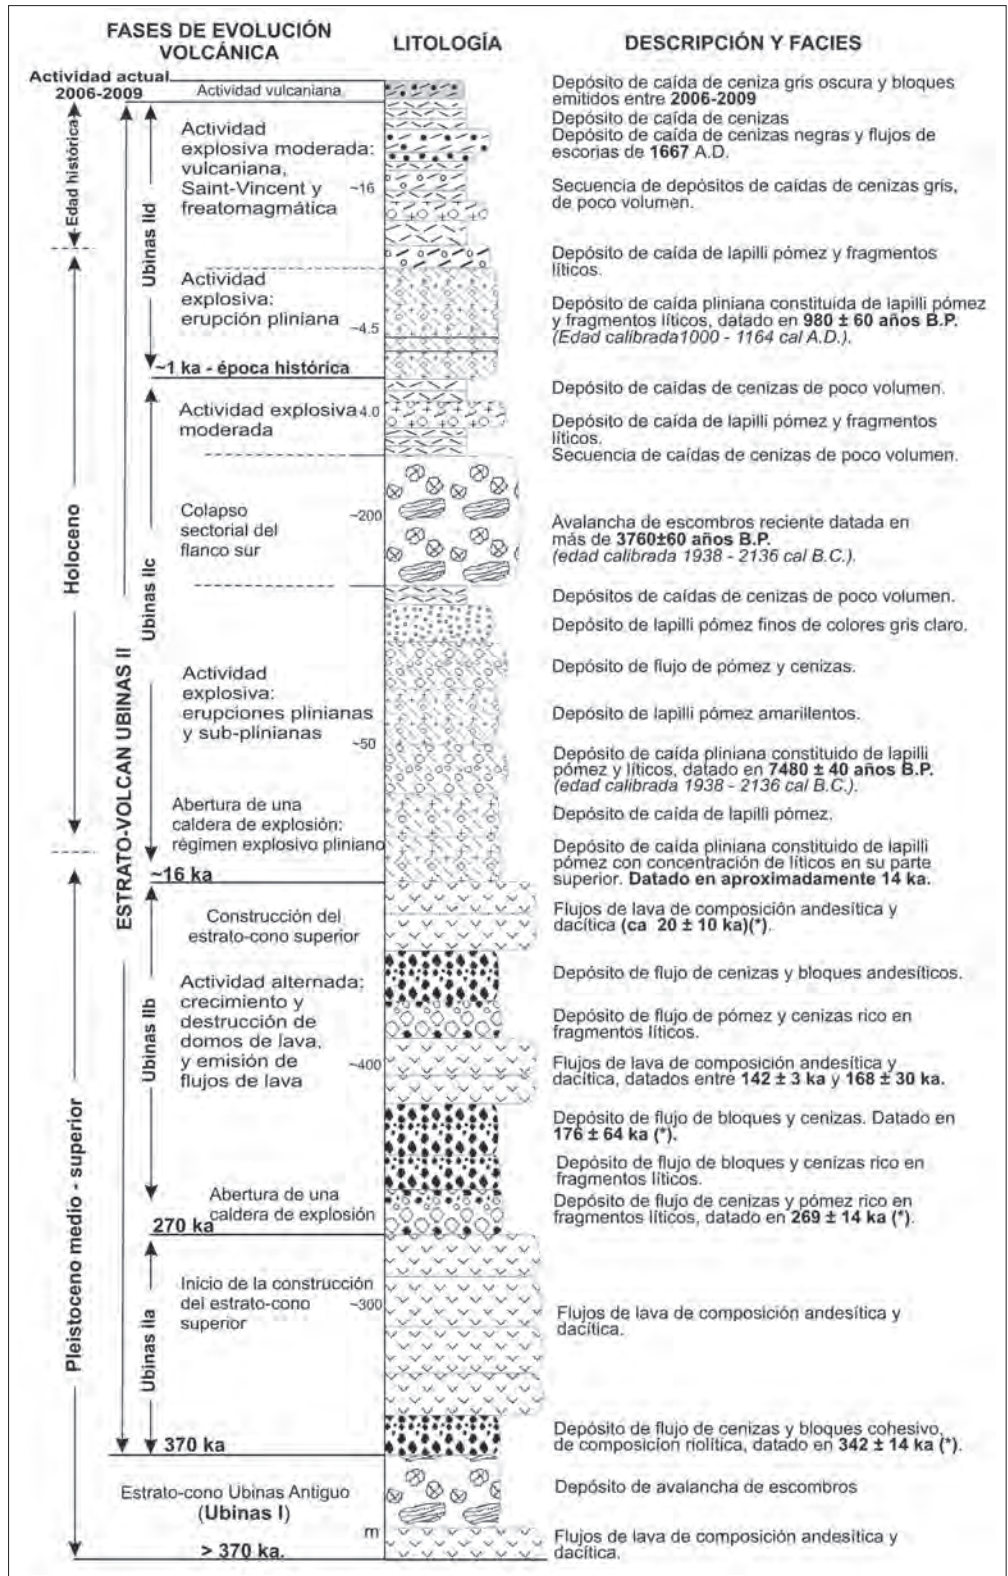 FASES DE EVOLUCIÓN
VOLCÁNICA
LITOLOGÍA
DESCRIPCIÓN Y FACIES
Actividad actual
2006-2009
Actividad vulcaniana
Depósito de caída de ceniza gris oscura y bloques
emitidos entre 2006-2009
Edad histórica
Ubinas IId
Actividad
explosiva moderada:
vulcaniana,
Saint-Vincent y
freatomagmática
~16
Depósito de caída de cenizas
Depósito de caída de cenizas negras y flujos de
escorias de 1667 A.D.
Secuencia de depósitos de caídas de cenizas gris,
de poco volumen.
Depósito de caída de lapilli pómez y fragmentos
líticos.
Actividad
explosiva:
erupción pliniana
~4.5
Depósito de caída pliniana constituida de lapilli pómez
y fragmentos líticos, datado en 980 ± 60 años B.P.
(Edad calibrada1000 - 1164 cal A.D.).
~1 ka - época histórica
Holoceno
ESTRATO-VOLCAN UBINAS II
Ubinas IIc
Actividad explosiva
moderada
4.0
Depósito de caídas de cenizas de poco volumen.
Depósito de caída de lapilli pómez y fragmentos
líticos.
Secuencia de caídas de cenizas de poco volumen.
Colapso
sectorial del
flanco sur
~200
Avalancha de escombros reciente datada en
más de 3760±60 años B.P.
(edad calibrada 1938 - 2136 cal B.C.).
Depósitos de caídas de cenizas de poco volumen.
Depósito de lapilli pómez finos de colores gris claro.
Actividad
explosiva:
erupciones plinianas
y sub-plinianas
~50
Depósito de flujo de pómez y cenizas.
Depósito de lapilli pómez amarillentos.
Depósito de caída pliniana constituido de lapilli
pómez y líticos, datado en 7480 ± 40 años B.P.
(edad calibrada 1938 - 2136 cal B.C.).
Abertura de una
caldera de explosión:
régimen explosivo pliniano
Depósito de caída de lapilli pómez.
Depósito de caída pliniana constituido de lapilli
pómez con concentración de líticos en su parte
superior. Datado en aproximadamente 14 ka.
~16 ka
Pleistoceno medio - superior
Ubinas IIb
Construcción del
estrato-cono superior
Flujos de lava de composición andesítica y
dacítica (ca 20 ± 10 ka)(*).
Actividad alternada:
crecimiento y
destrucción de
domos de lava,
y emisión de
flujos de lava
~400
Depósito de flujo de cenizas y bloques andesíticos.
Depósito de flujo de pómez y cenizas rico en
fragmentos líticos.
Flujos de lava de composición andesítica y
dacítica, datados entre 142 ± 3 ka y 168 ± 30 ka.
Depósito de flujo de bloques y cenizas. Datado en
176 ± 64 ka (*).
Depósito de flujo de bloques y cenizas rico en
fragmentos líticos.
Abertura de una
caldera de explosión
Depósito de flujo de cenizas y pómez rico en
fragmentos líticos, datado en 269 ± 14 ka (*).
270 ka
Ubinas IIa
Inicio de la construcción
del estrato-cono
superior
~300
Flujos de lava de composición andesítica y
dacítica.
Depósito de flujo de cenizas y bloques cohesivo,
de composicíon riolítica, datado en 342 ± 14 ka (*).
370 ka
Estrato-cono Ubinas Antiguo
(Ubinas I)
Depósito de avalancha de escombros
m
> 370 ka.
Flujos de lava de composición andesítica y
dacítica.